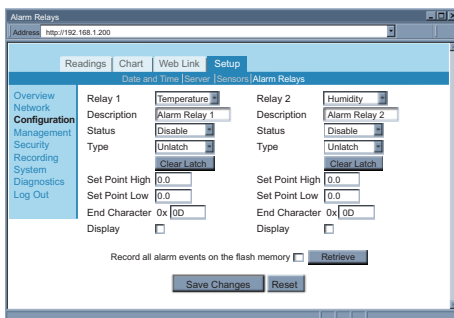 Alarm Relays
Address http://192.168.1.200
Readings Chart Web Link Setup
Date and Time | Server | Sensors | Alarm Relays
Overview
Network
Configuration
Management
Security
Recording
System
Diagnostics
Log Out
Relay 1 Temperature Relay 2 Humidity
Description Alarm Relay 1 Description Alarm Relay 2
Status Disable Status Disable
Type Unlatch Type Unlatch
Clear Latch Clear Latch
Set Point High 0.0 Set Point High 0.0
Set Point Low 0.0 Set Point Low 0.0
End Character 0x 0D End Character 0x 0D
Display Display
Record all alarm events on the flash memory Retrieve
Save Changes Reset